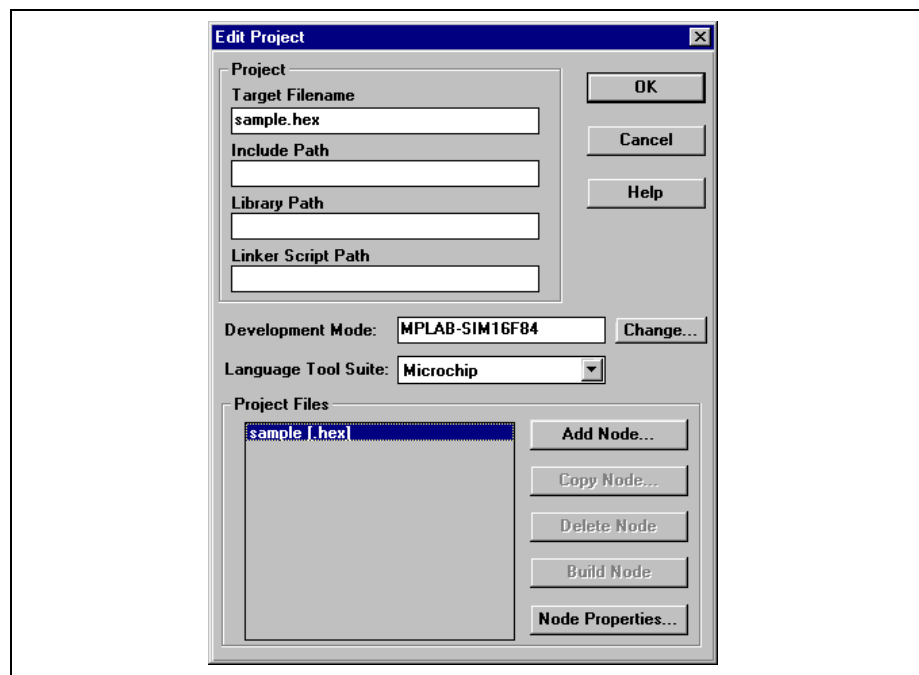 Edit Project
Project
Target Filename
sample.hex
OK
Include Path
Cancel
Library Path
Help
Linker Script Path
Development Mode: MPLAB-SIM16F84 Change...
Language Tool Suite: Microchip
Project Files
sample [.hex]
Add Node...
Copy Node...
Delete Node
Build Node
Node Properties...